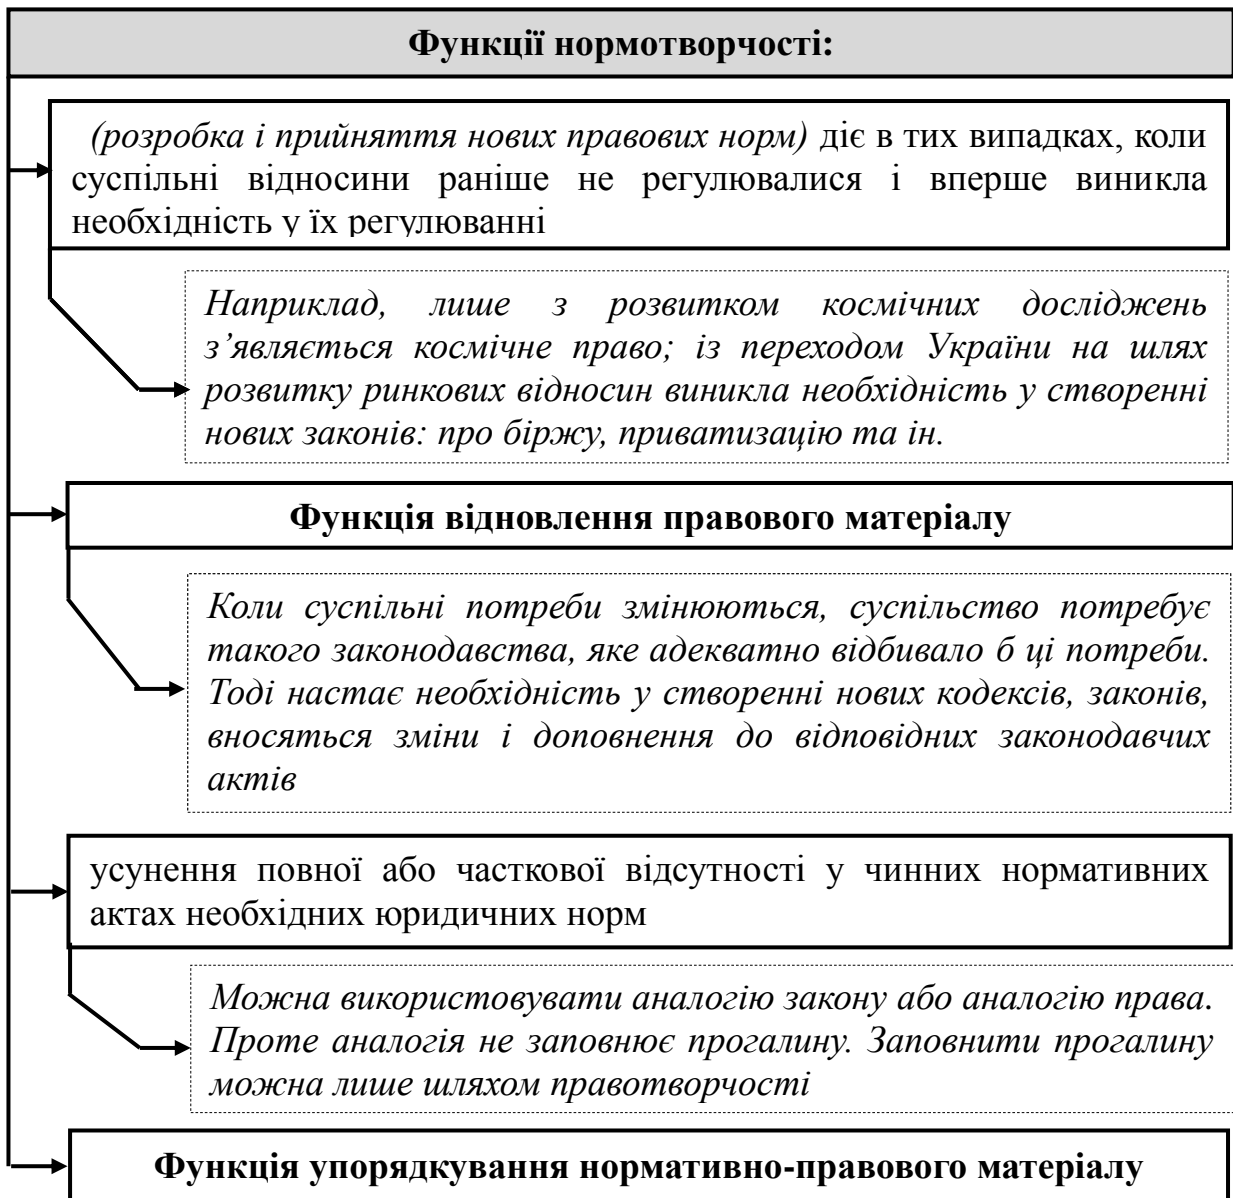 Функції нормотворчості:
(розробка і прийняття нових правових норм) діє в тих випадках, коли
суспільні відносини раніше не регулювалися і вперше виникла
необхідність у їх регулюванні
Наприклад, лише з розвитком космічних досліджень
з’являється космічне право; із переходом України на шлях
розвитку ринкових відносин виникла необхідність у створенні
нових законів: про біржу, приватизацію та ін.
Функція відновлення правового матеріалу
Коли суспільні потреби змінюються, суспільство потребує
такого законодавства, яке адекватно відбивало б ці потреби.
Тоді настає необхідність у створенні нових кодексів, законів,
вносяться зміни і доповнення до відповідних законодавчих
актів
усунення повної або часткової відсутності у чинних нормативних
актах необхідних юридичних норм
Можна використовувати аналогію закону або аналогію права.
Проте аналогія не заповнює прогалину. Заповнити прогалину
можна лише шляхом правотворчості
Функція упорядкування нормативно-правового матеріалу